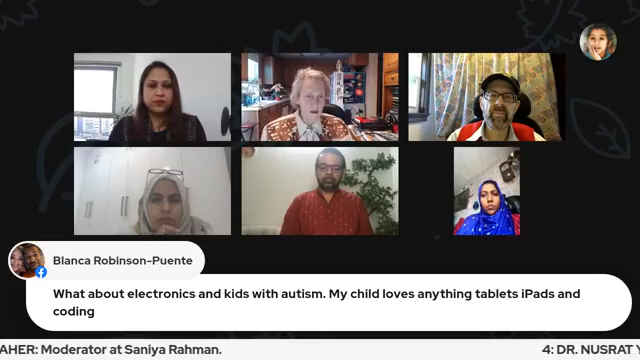 Blanca Robinson-Puente
What about electronics and kids with autism. My child loves anything tablets iPads and
coding
AHER: Moderator at Saniya Rahman.
4: DR. NUSRAT Y